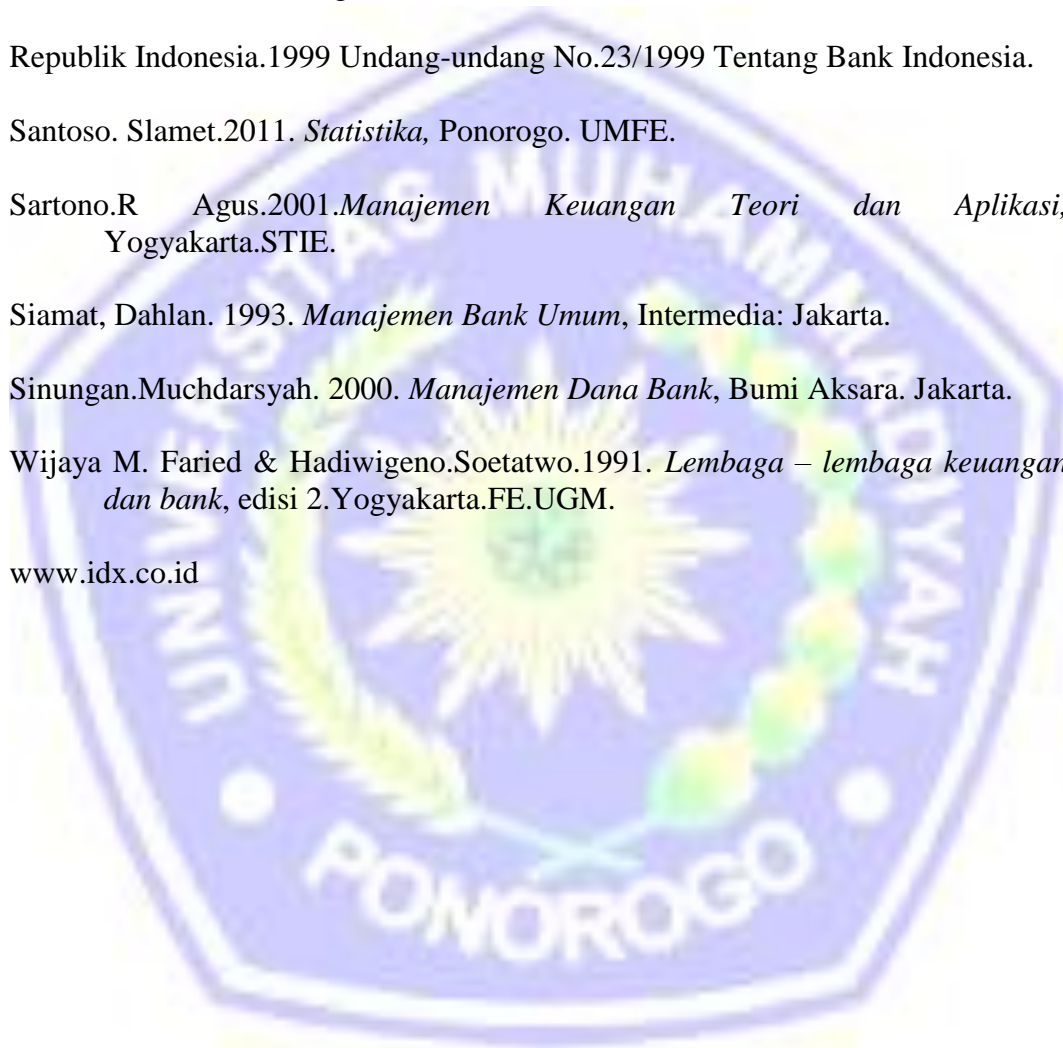 Republik Indonesia.1999 Undang-undang No.23/1999 Tentang Bank Indonesia.
Santoso. Slamet.2011. Statistika, Ponorogo. UMFE.
Sartono.R Agus.2001.Manajemen Keuangan Teori dan Aplikasi,
Yogyakarta.STIE.
Siamat, Dahlan. 1993. Manajemen Bank Umum, Intermedia: Jakarta.
Sinungan.Muchdarsyah. 2000. Manajemen Dana Bank, Bumi Aksara. Jakarta.
Wijaya M. Faried & Hadiwigeno.Soetatwo.1991. Lembaga – lembaga keuangan
dan bank, edisi 2.Yogyakarta.FE.UGM.
www.idx.co.id
UNIVERSITAS MUHAMMADIYAH
PONOROGO